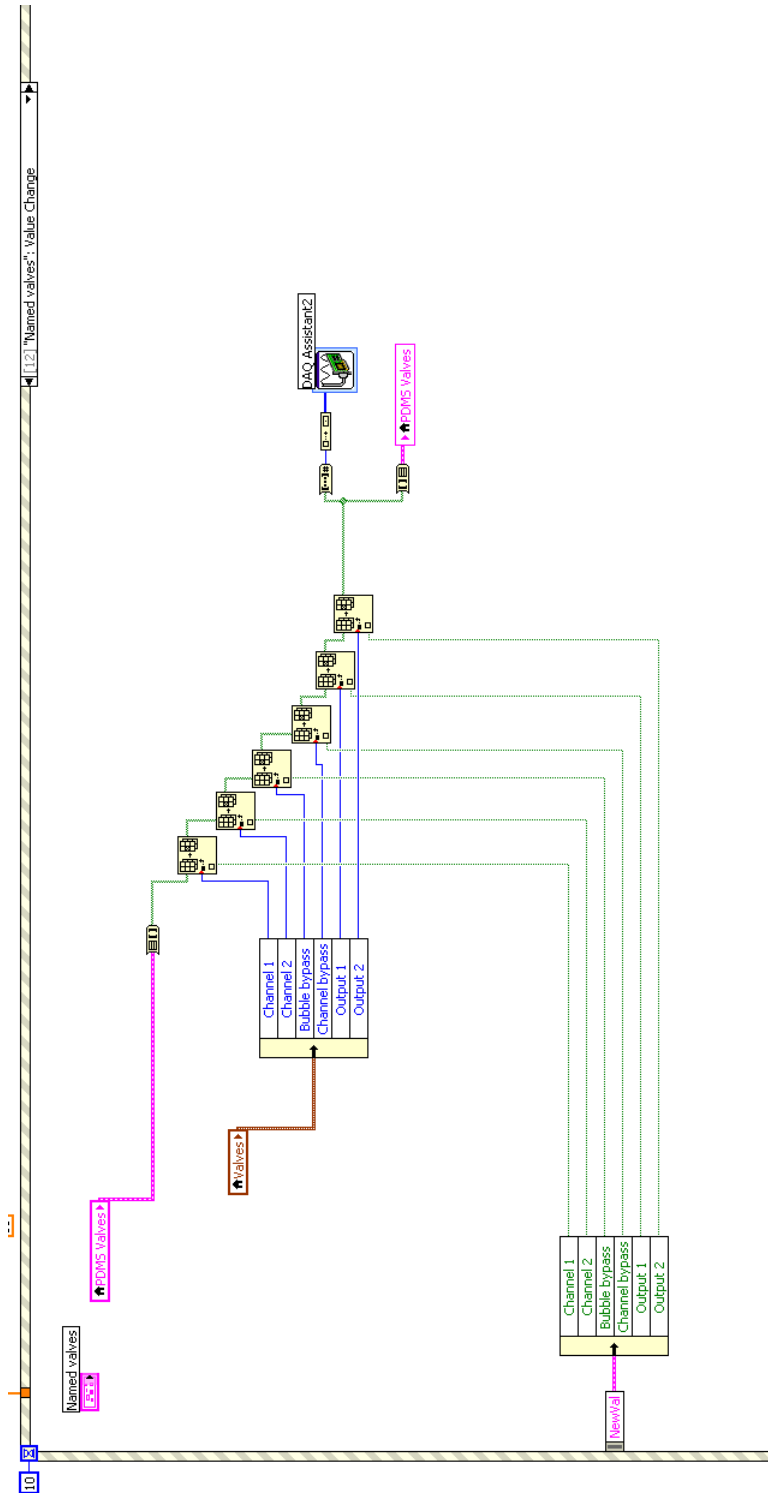 [12] "Named valves": Value Change
10
Named valves
PDMS Valves
Valves
Channel 1
Channel 2
Bubble bypass
Channel bypass
Output 1
Output 2
DAQ Assistant2
PDMS Valves
NewVal
Channel 1
Channel 2
Bubble bypass
Channel bypass
Output 1
Output 2